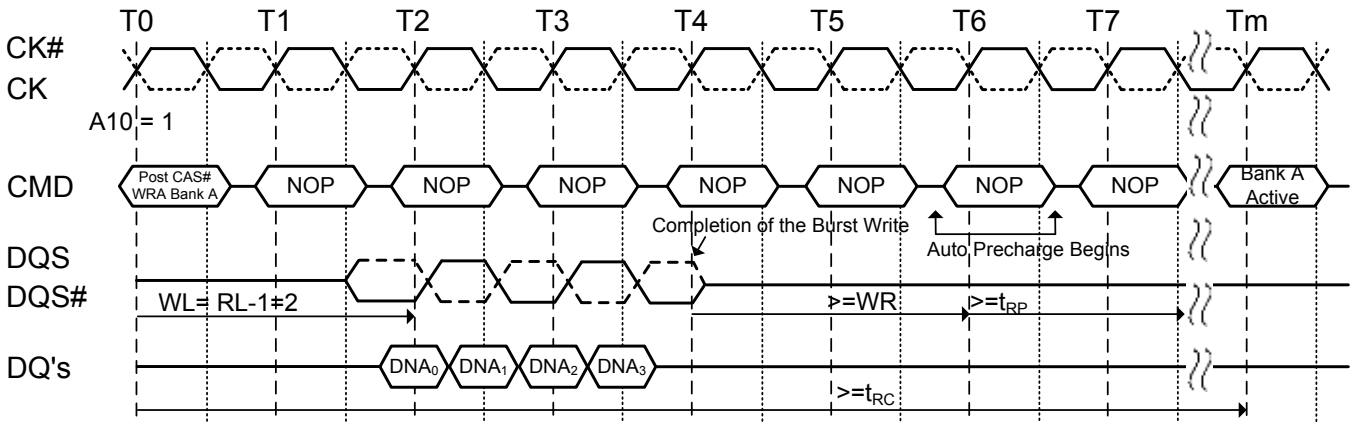 T0 T1 T2 T3 T4 T5 T6 T7 Tm
CK#
CK
A10 = 1
CMD
Post CAS#
WRA Bank A
NOP NOP NOP NOP NOP NOP NOP
Bank A
Active
Completion of the Burst Write
Auto Precharge Begins
DQS
DQS#
WL= RL-1=2
>=WR
>=tRP
DQ's
DNA0 DNA1 DNA2 DNA3
>=tRC